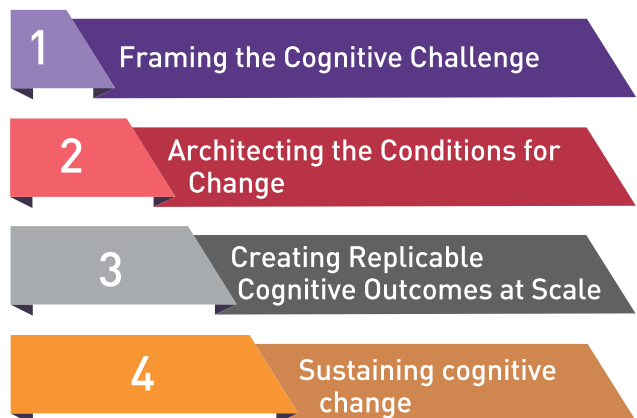 1
Framing the Cognitive Challenge
2
Architecting the Conditions for
Change
3
Creating Replicable
Cognitive Outcomes at Scale
4
Sustaining cognitive
change